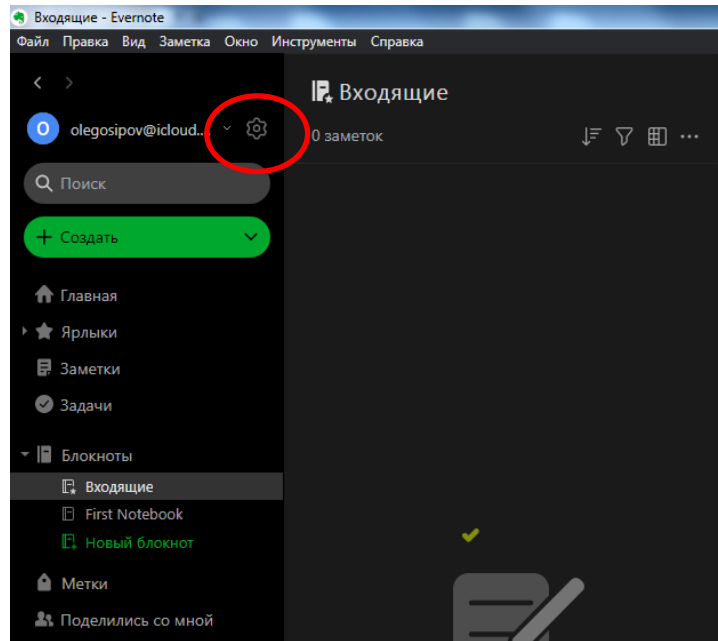 Входящие - Evernote
Файл Правка Вид Заметка Окно Инструменты Справка
Входящие
O olegosipov@icloud...
0 заметок
Поиск
Создать
Главная
Ярлыки
Заметки
Задачи
Блокноты
Входящие
First Notebook
Новый блокнот
Метки
Поделились со мной